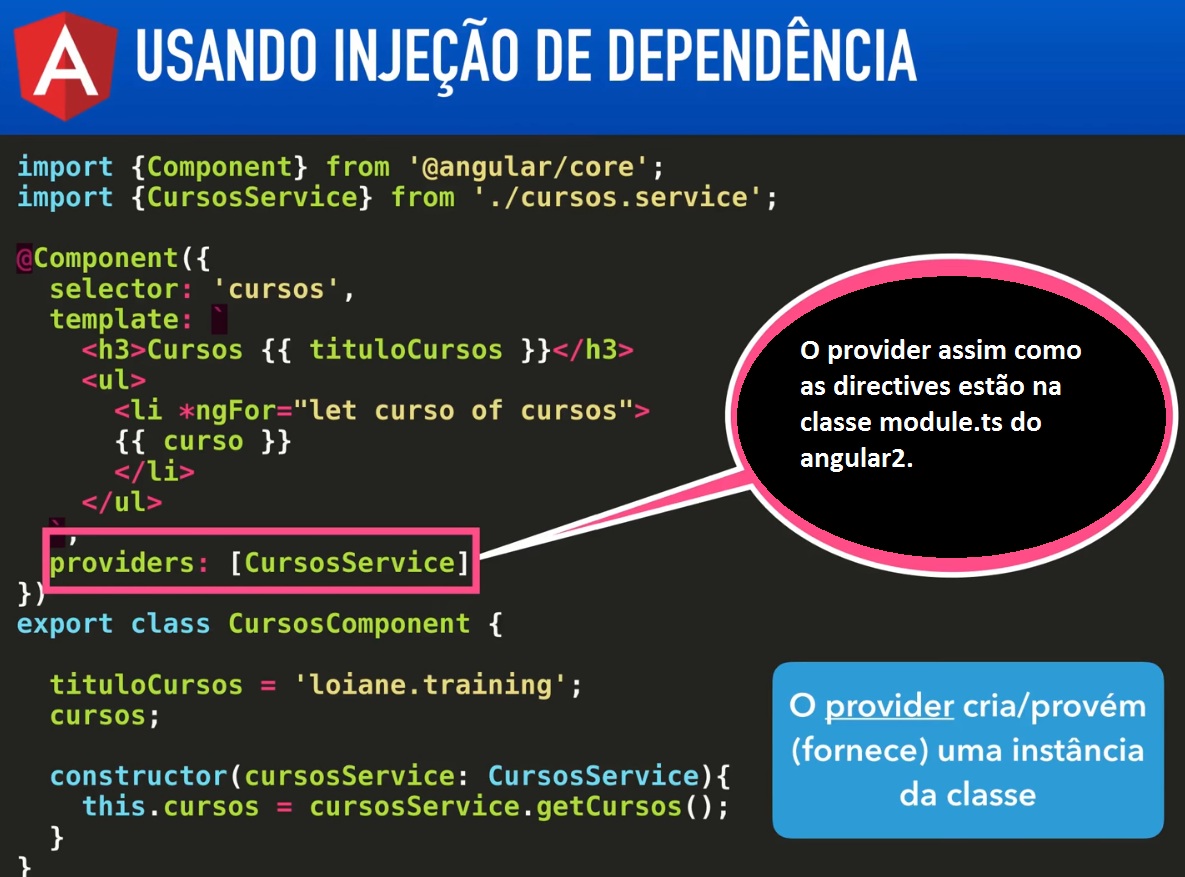 USANDO INJEÇÃO DE DEPENDÊNCIA
import {Component} from '@angular/core';
import {CursosService} from './cursos.service';
@Component({
  selector: 'cursos',
  template: `
    <h3>Cursos {{ tituloCursos }}</h3>
    <ul>
      <li *ngFor="let curso of cursos">
      {{ curso }}
      </li>
    </ul>
  `,
  providers: [CursosService]
})
export class CursosComponent {
  tituloCursos = 'loiane.training';
  cursos;
  constructor(cursosService: CursosService){
    this.cursos = cursosService.getCursos();
  }
}
O provider assim como
as directives estão na
classe module.ts do
angular2.
O provider cria/provém
(fornece) uma instância
da classe